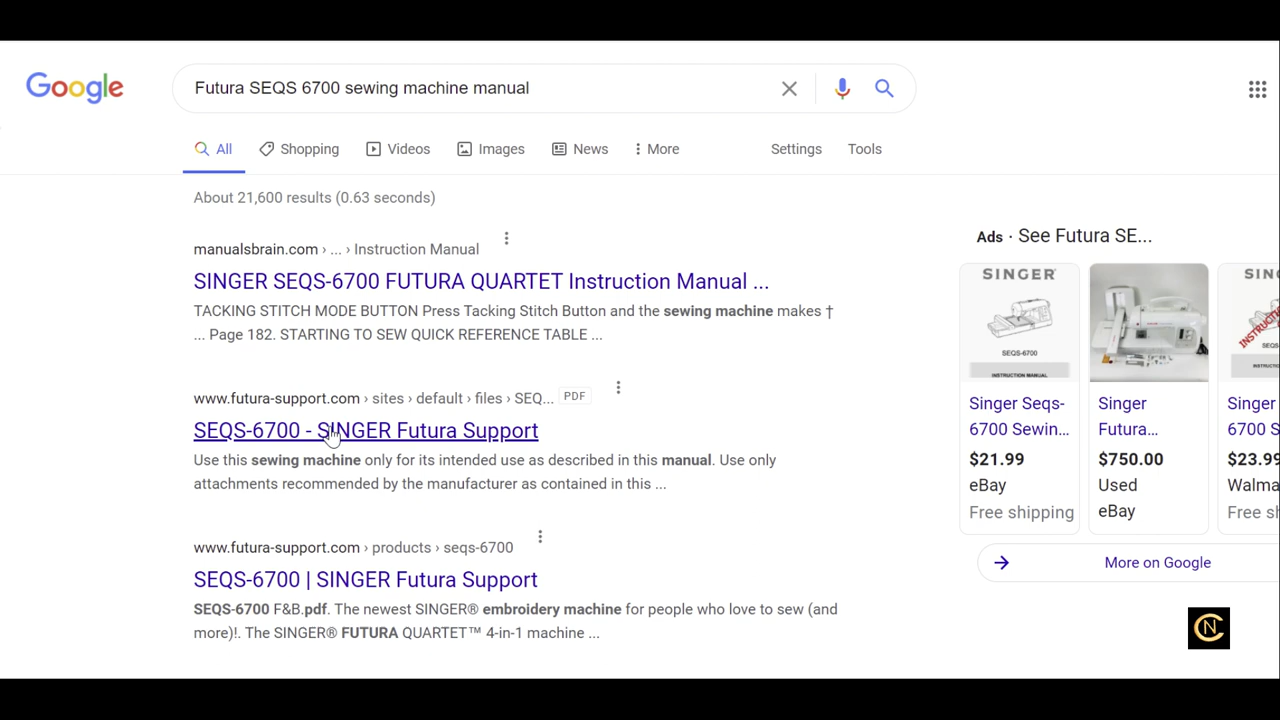 Google
Futura SEQS 6700 sewing machine manual
All
Shopping
Videos
Images
News
More
Settings
Tools
About 21,600 results (0.63 seconds)
manualsbrain.com › ... › Instruction Manual
SINGER SEQS-6700 FUTURA QUARTET Instruction Manual ...
TACKING STITCH MODE BUTTON Press Tacking Stitch Button and the sewing machine makes †
... Page 182. STARTING TO SEW QUICK REFERENCE TABLE ...
www.futura-support.com › sites › default › files › SEQ... PDF
SEQS-6700 - SINGER Futura Support
Use this sewing machine only for its intended use as described in this manual. Use only
attachments recommended by the manufacturer as contained in this ...
www.futura-support.com › products › seqs-6700
SEQS-6700 | SINGER Futura Support
SEQS-6700 F&B.pdf. The newest SINGER® embroidery machine for people who love to sew (and
more)!. The SINGER® FUTURA QUARTET™ 4-in-1 machine ...
Ads · See Futura SE...
SINGER
SEQS-6700
INSTRUCTION MANUAL
Singer Seqs-
6700 Sewin...
$21.99
eBay
Free shipping
Singer
Futura...
$750.00
Used
eBay
Singer
6700 S
$23.99
Walma
Free sh
More on Google
NC